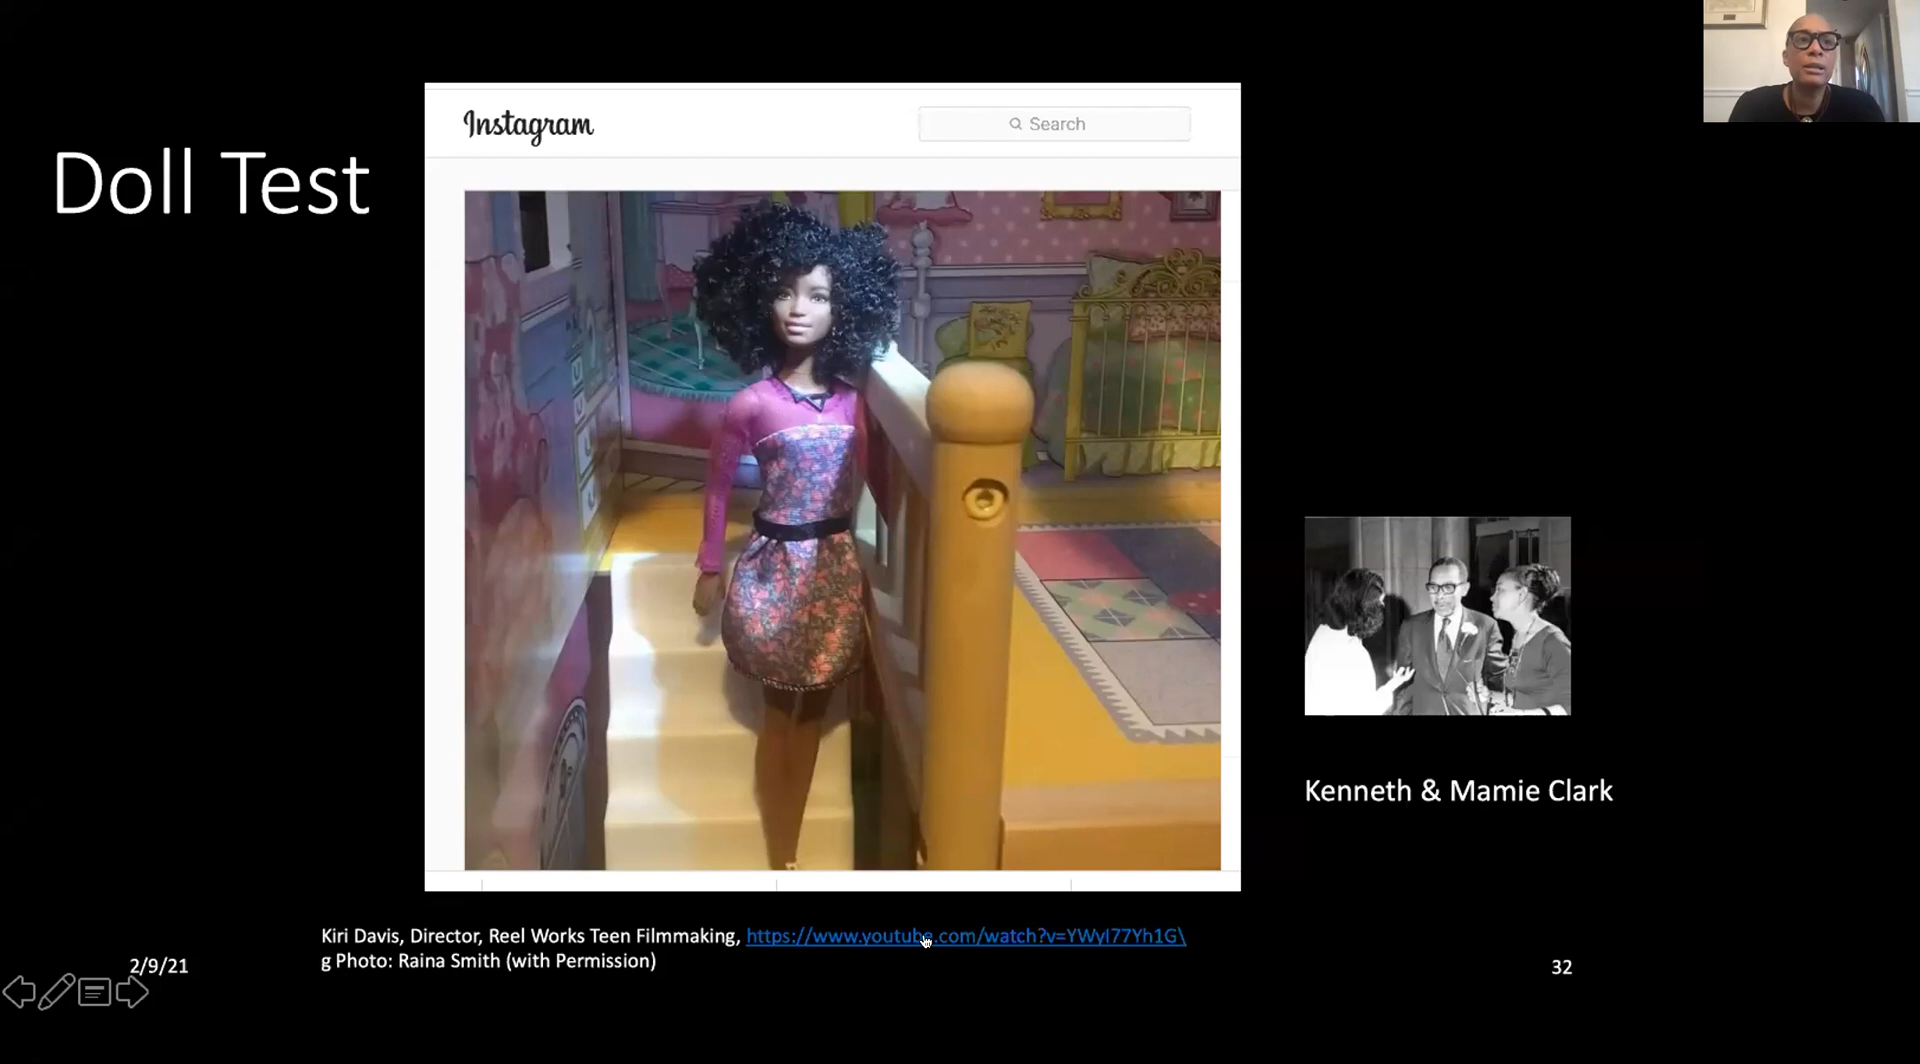 Instagram
Search
Doll Test
Kenneth & Mamie Clark
Kiri Davis, Director, Reel Works Teen Filmmaking, https://www.youtube.com/watch?v=YWyI77Yh1G\
g Photo: Raina Smith (with Permission)
2/9/21
32